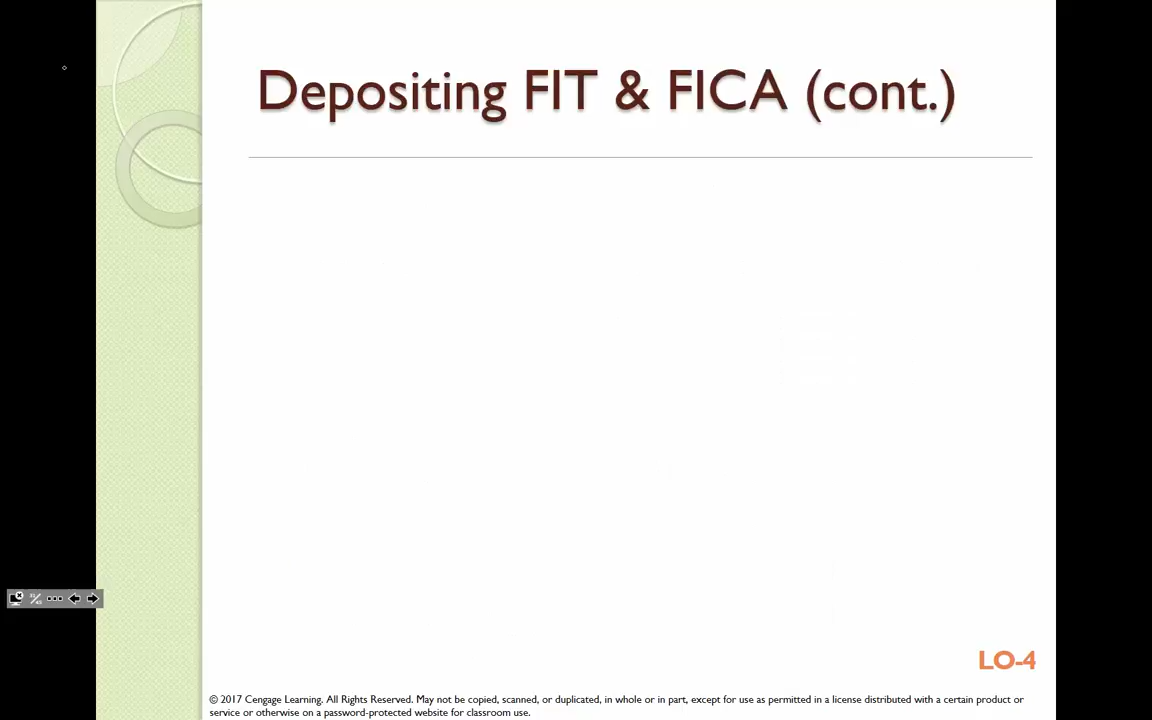 Depositing FIT & FICA (cont.)
LO-4
© 2017 Cengage Learning. All Rights Reserved. May not be copied, scanned, or duplicated, in whole or in part, except for use as permitted in a license distributed with a certain product or
service or otherwise on a password-protected website for classroom use.